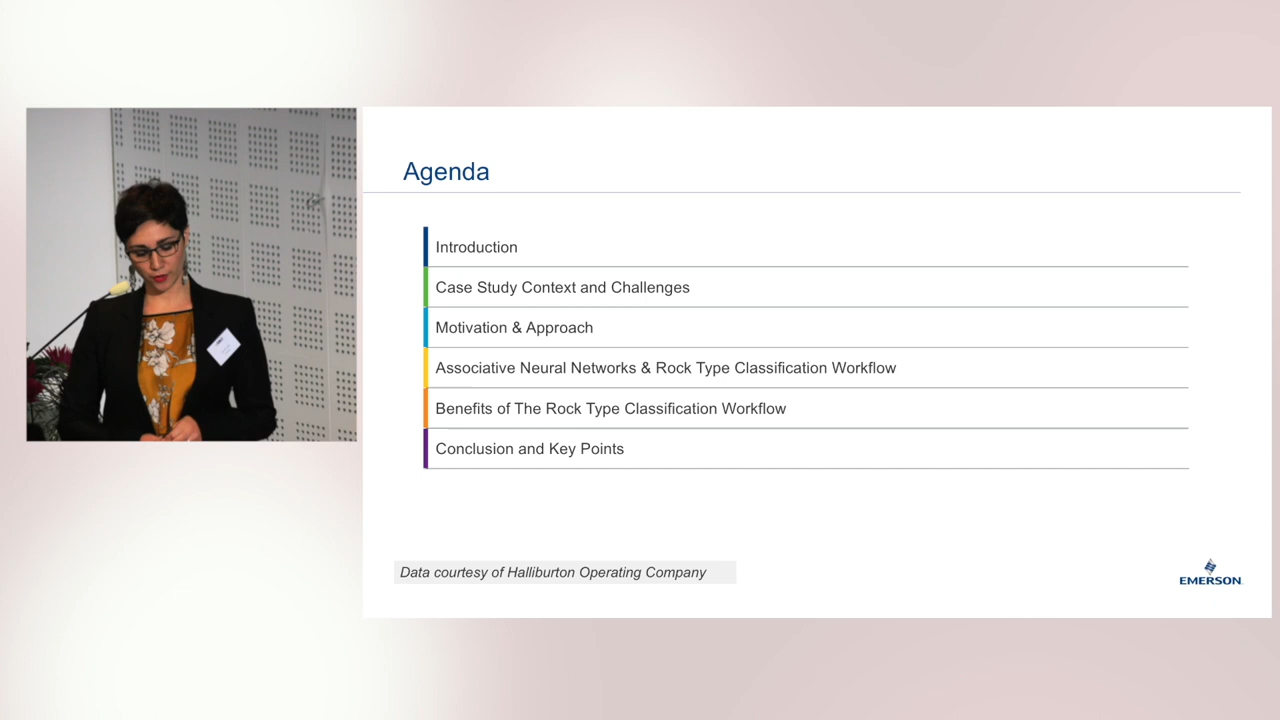 Agenda
Introduction
Case Study Context and Challenges
Motivation & Approach
Associative Neural Networks & Rock Type Classification Workflow
Benefits of The Rock Type Classification Workflow
Conclusion and Key Points
Data courtesy of Halliburton Operating Company
EMERSON